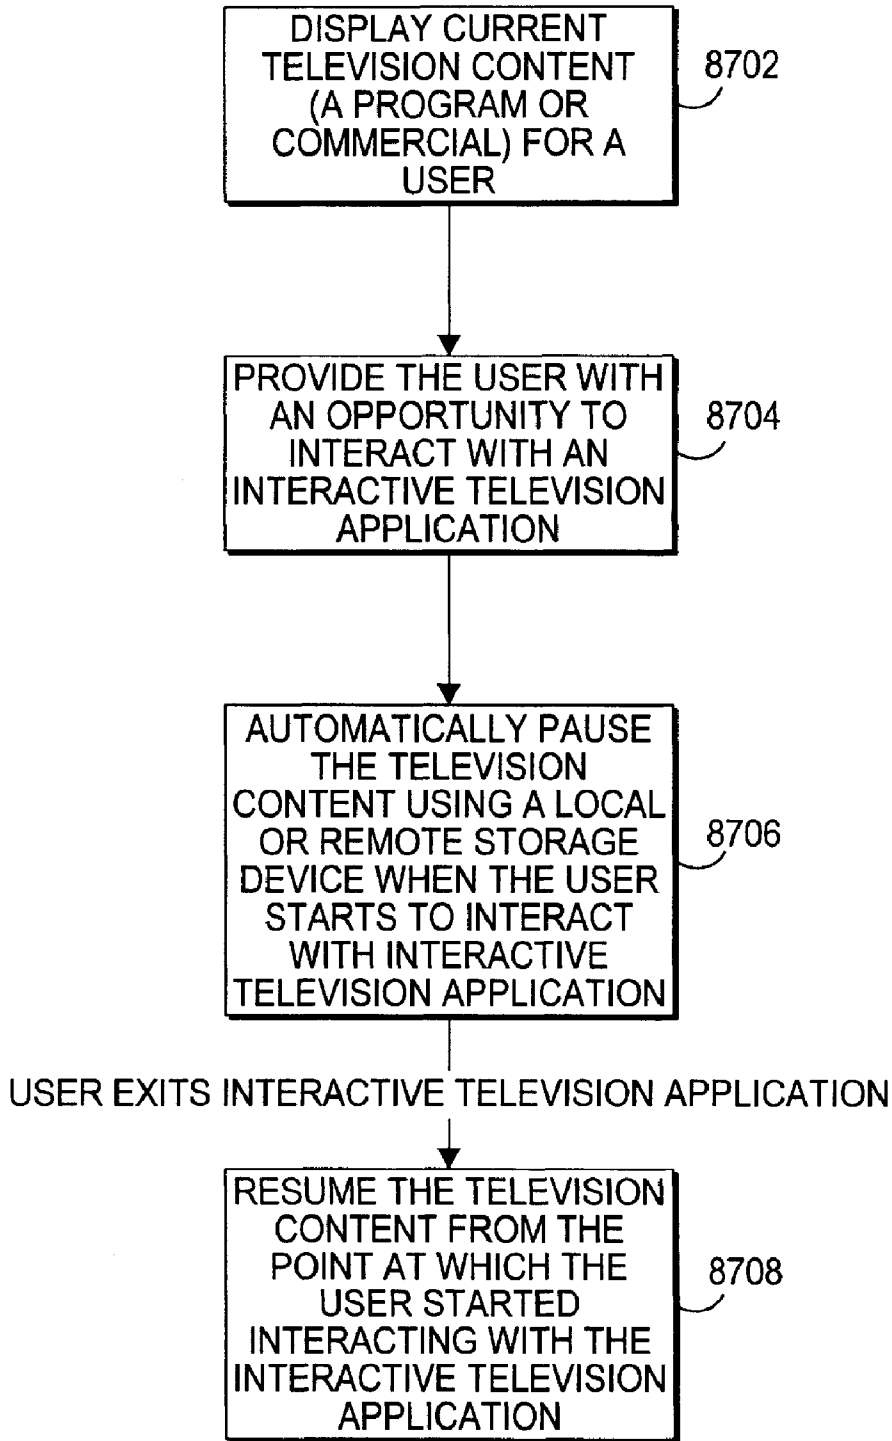 DISPLAY CURRENT
TELEVISION CONTENT
(A PROGRAM OR
COMMERCIAL) FOR A
USER
8702
PROVIDE THE USER WITH
AN OPPORTUNITY TO
INTERACT WITH AN
INTERACTIVE TELEVISION
APPLICATION
8704
AUTOMATICALLY PAUSE
THE TELEVISION
CONTENT USING A LOCAL
OR REMOTE STORAGE
DEVICE WHEN THE USER
STARTS TO INTERACT
WITH INTERACTIVE
TELEVISION APPLICATION
8706
USER EXITS INTERACTIVE TELEVISION APPLICATION
RESUME THE TELEVISION
CONTENT FROM THE
POINT AT WHICH THE
USER STARTED
INTERACTING WITH THE
INTERACTIVE TELEVISION
APPLICATION
8708